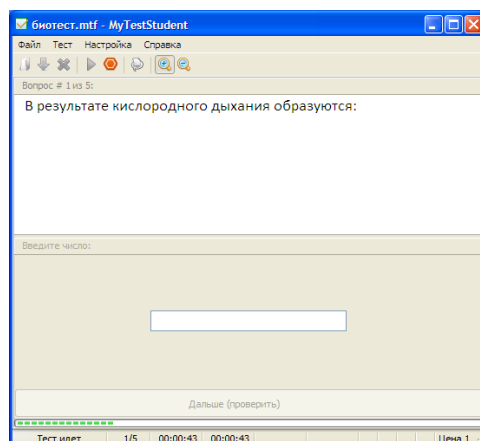 биотест.mtf - MyTestStudent
Файл Тест Настройка Справка
Вопрос # 1 из 5:
В результате кислородного дыхания образуются:
Введите число:
Дальше (проверить)
Тест идет 1/5 00:00:43 00:00:43 Цена 1